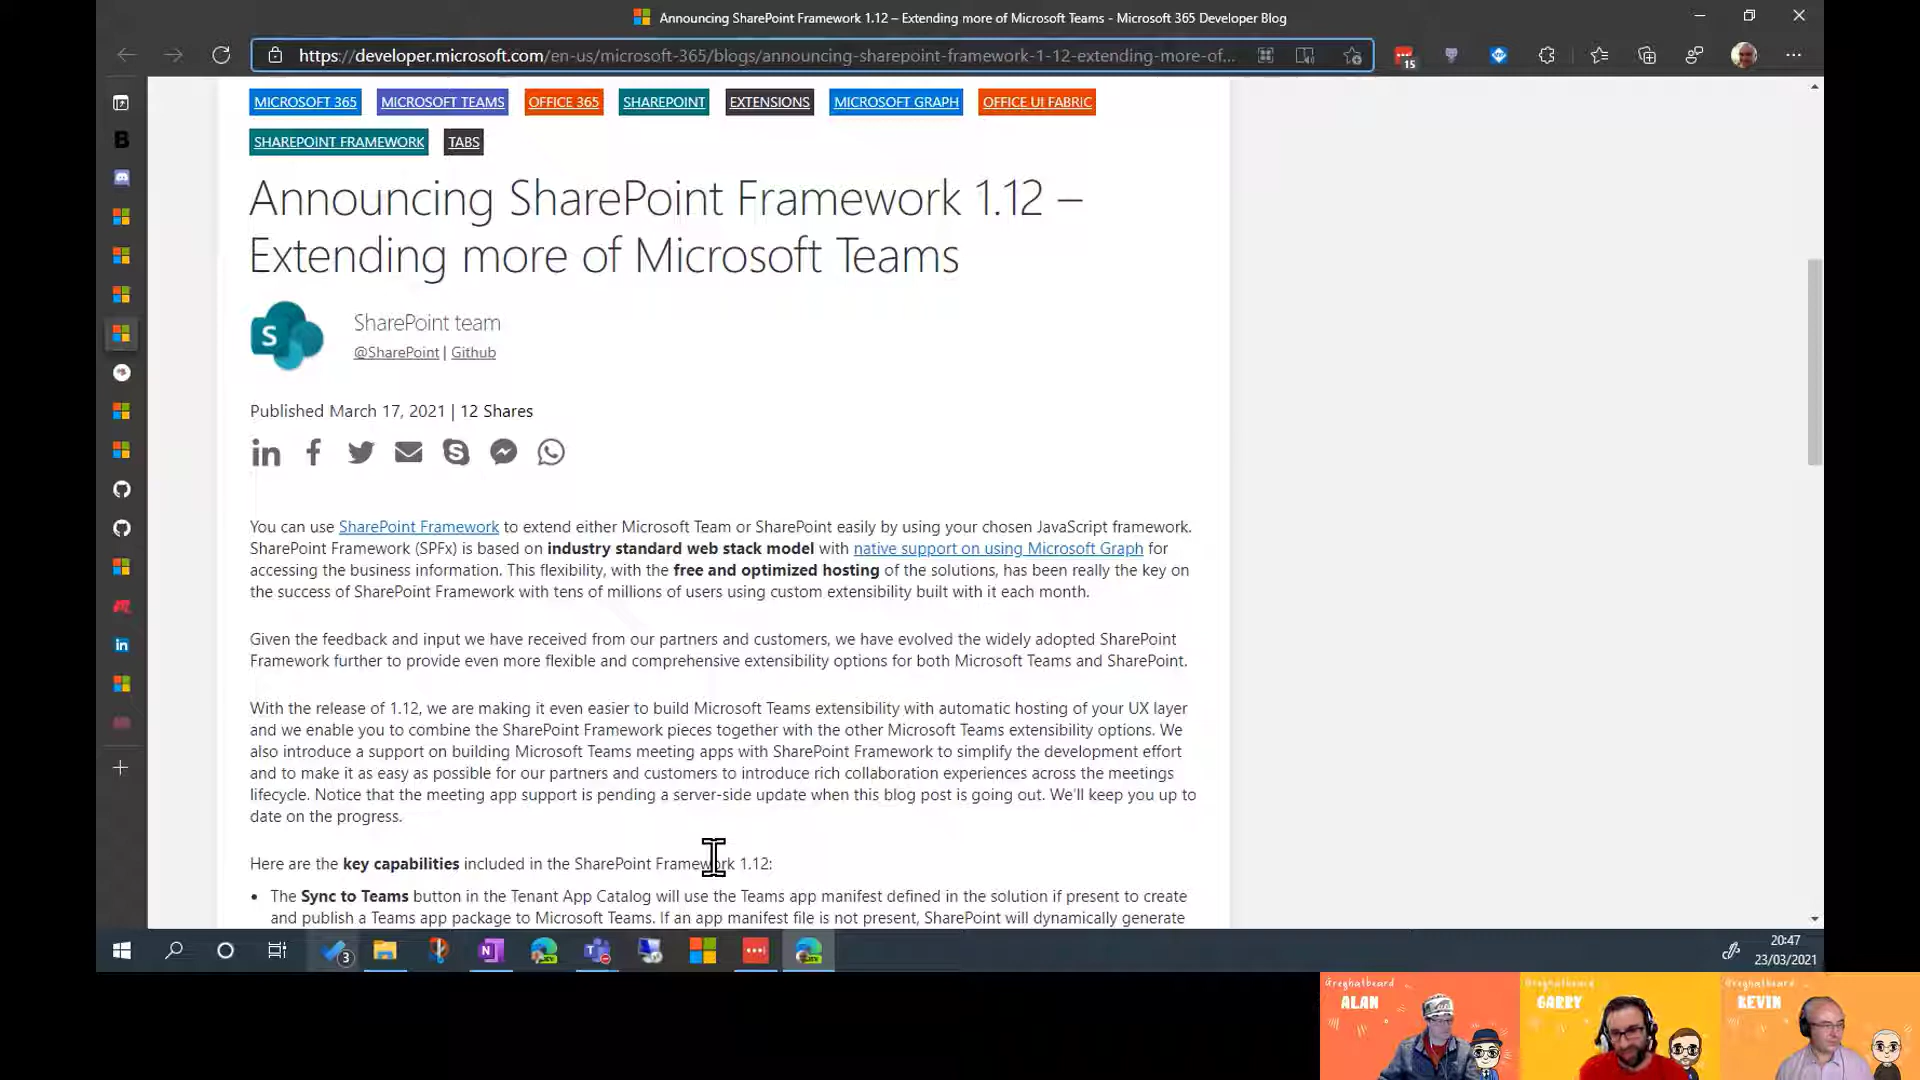 Announcing SharePoint Framework 1.12 – Extending more of Microsoft Teams - Microsoft 365 Developer Blog
https://developer.microsoft.com/en-us/microsoft-365/blogs/announcing-sharepoint-framework-1-12-extending-more-of...
15
MICROSOFT 365 MICROSOFT TEAMS OFFICE 365 SHAREPOINT EXTENSIONS MICROSOFT GRAPH OFFICE UI FABRIC
SHAREPOINT FRAMEWORK TABS
Announcing SharePoint Framework 1.12 –
Extending more of Microsoft Teams
S
SharePoint team
@SharePoint | Github
Published March 17, 2021 | 12 Shares
You can use SharePoint Framework to extend either Microsoft Team or SharePoint easily by using your chosen JavaScript framework.
SharePoint Framework (SPFx) is based on industry standard web stack model with native support on using Microsoft Graph for
accessing the business information. This flexibility, with the free and optimized hosting of the solutions, has been really the key on
the success of SharePoint Framework with tens of millions of users using custom extensibility built with it each month.
Given the feedback and input we have received from our partners and customers, we have evolved the widely adopted SharePoint
Framework further to provide even more flexible and comprehensive extensibility options for both Microsoft Teams and SharePoint.
With the release of 1.12, we are making it even easier to build Microsoft Teams extensibility with automatic hosting of your UX layer
and we enable you to combine the SharePoint Framework pieces together with the other Microsoft Teams extensibility options. We
also introduce a support on building Microsoft Teams meeting apps with SharePoint Framework to simplify the development effort
and to make it as easy as possible for our partners and customers to introduce rich collaboration experiences across the meetings
lifecycle. Notice that the meeting app support is pending a server-side update when this blog post is going out. We'll keep you up to
date on the progress.
Here are the key capabilities included in the SharePoint Framework 1.12:
• The Sync to Teams button in the Tenant App Catalog will use the Teams app manifest defined in the solution if present to create
and publish a Teams app package to Microsoft Teams. If an app manifest file is not present, SharePoint will dynamically generate
3
20:47
23/03/2021
@reghatbeard
ALAN
@reghatbeard
GARRY
@reghatbeard
KEVIN